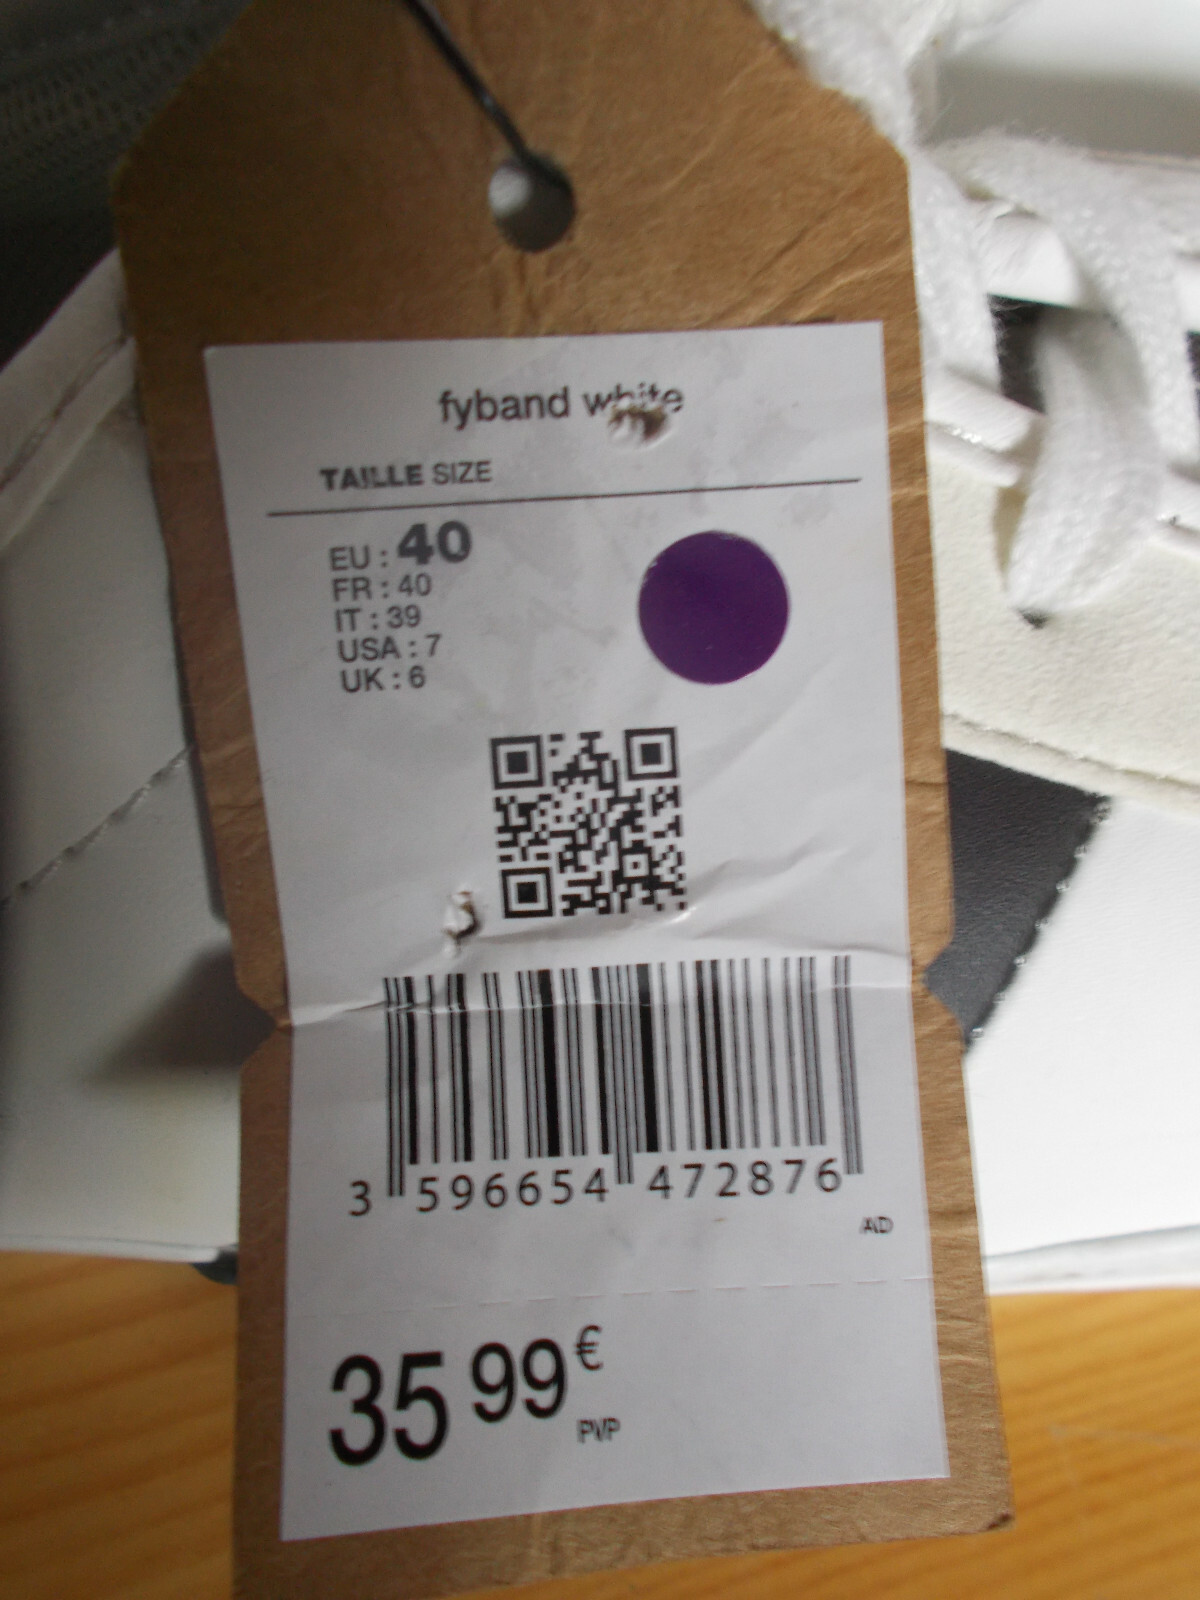 fyband white
TAILLE SIZE
EU : 40
FR : 40
IT : 39
USA : 7
UK : 6
3 596654 472876
AD
35 99 €
PVP